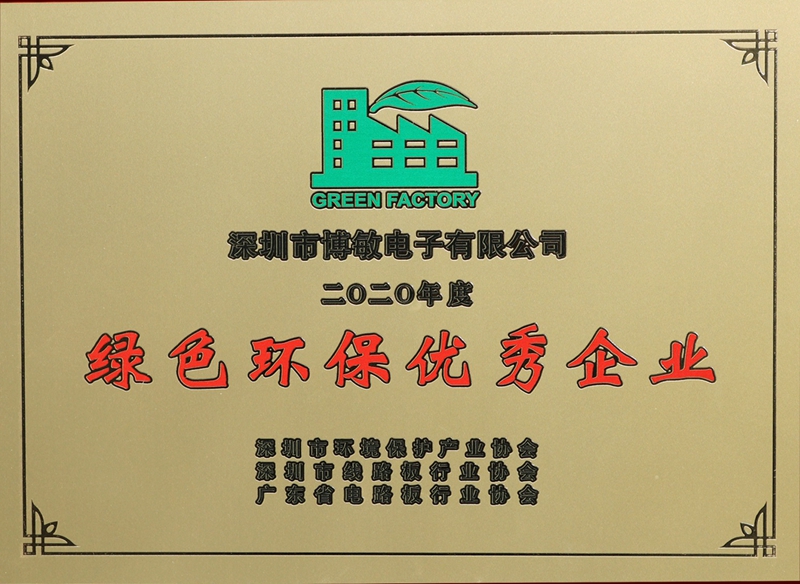 GREEN FACTORY
深圳市博敏电子有限公司
二〇二〇年度
绿色环保优秀企业
深圳市环境保护产业协会
深圳市线路板行业协会
广东省电路板行业协会